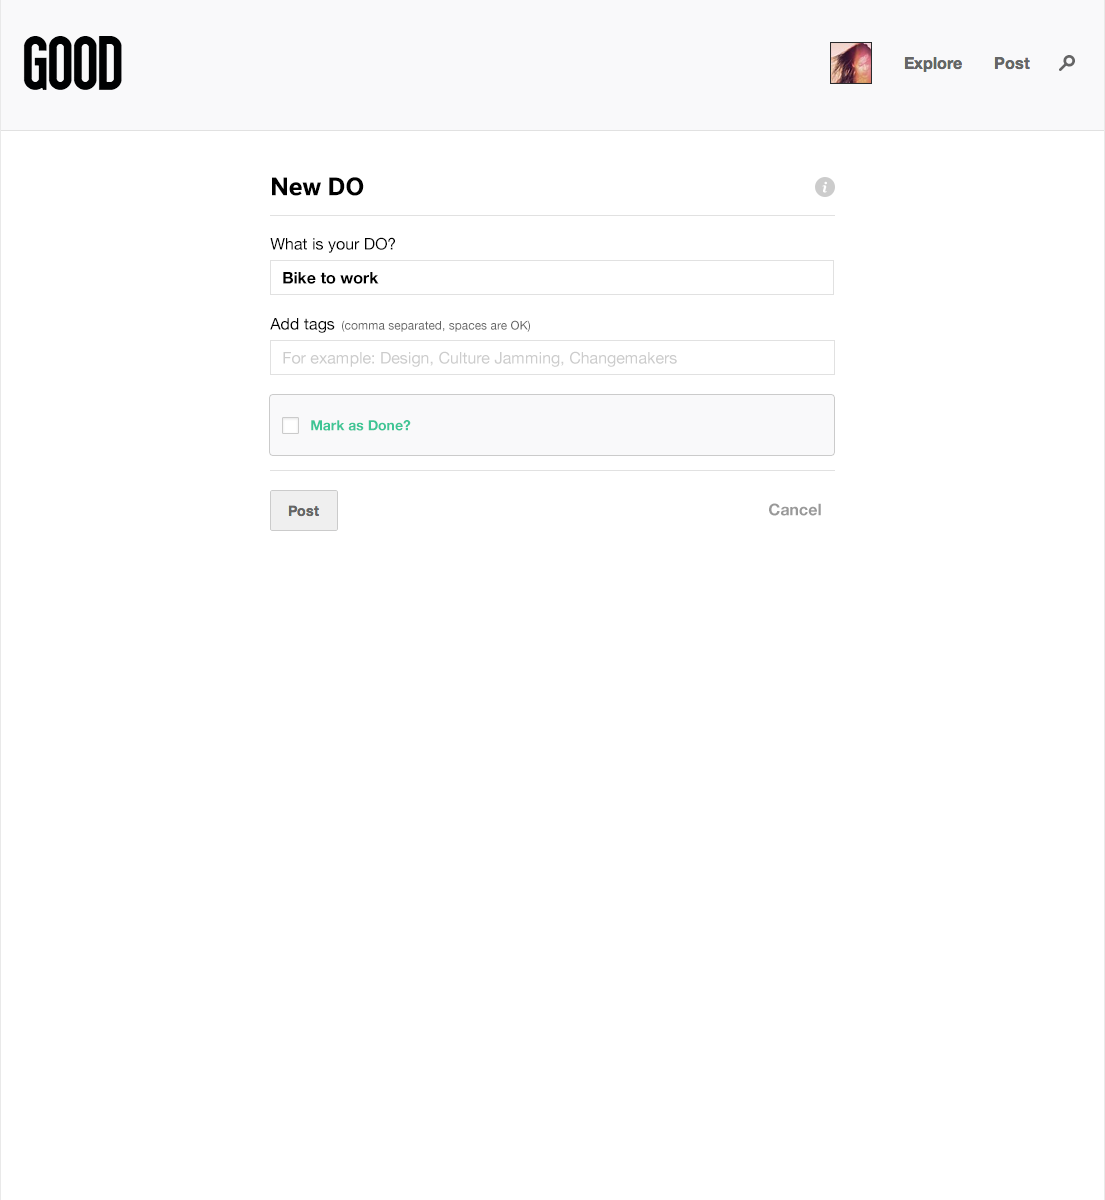 GOOD
Explore Post
New DO
i
What is your DO?
Bike to work
Add tags (comma separated, spaces are OK)
For example: Design, Culture Jamming, Changemakers
Mark as Done?
Post Cancel